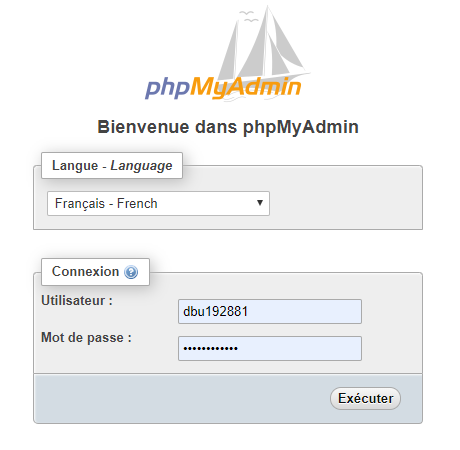 phpMyAdmin
Bienvenue dans phpMyAdmin
Langue - Language
Français - French
Connexion
Utilisateur :
dbu192881
Mot de passe :
••••••••••••
Exécuter